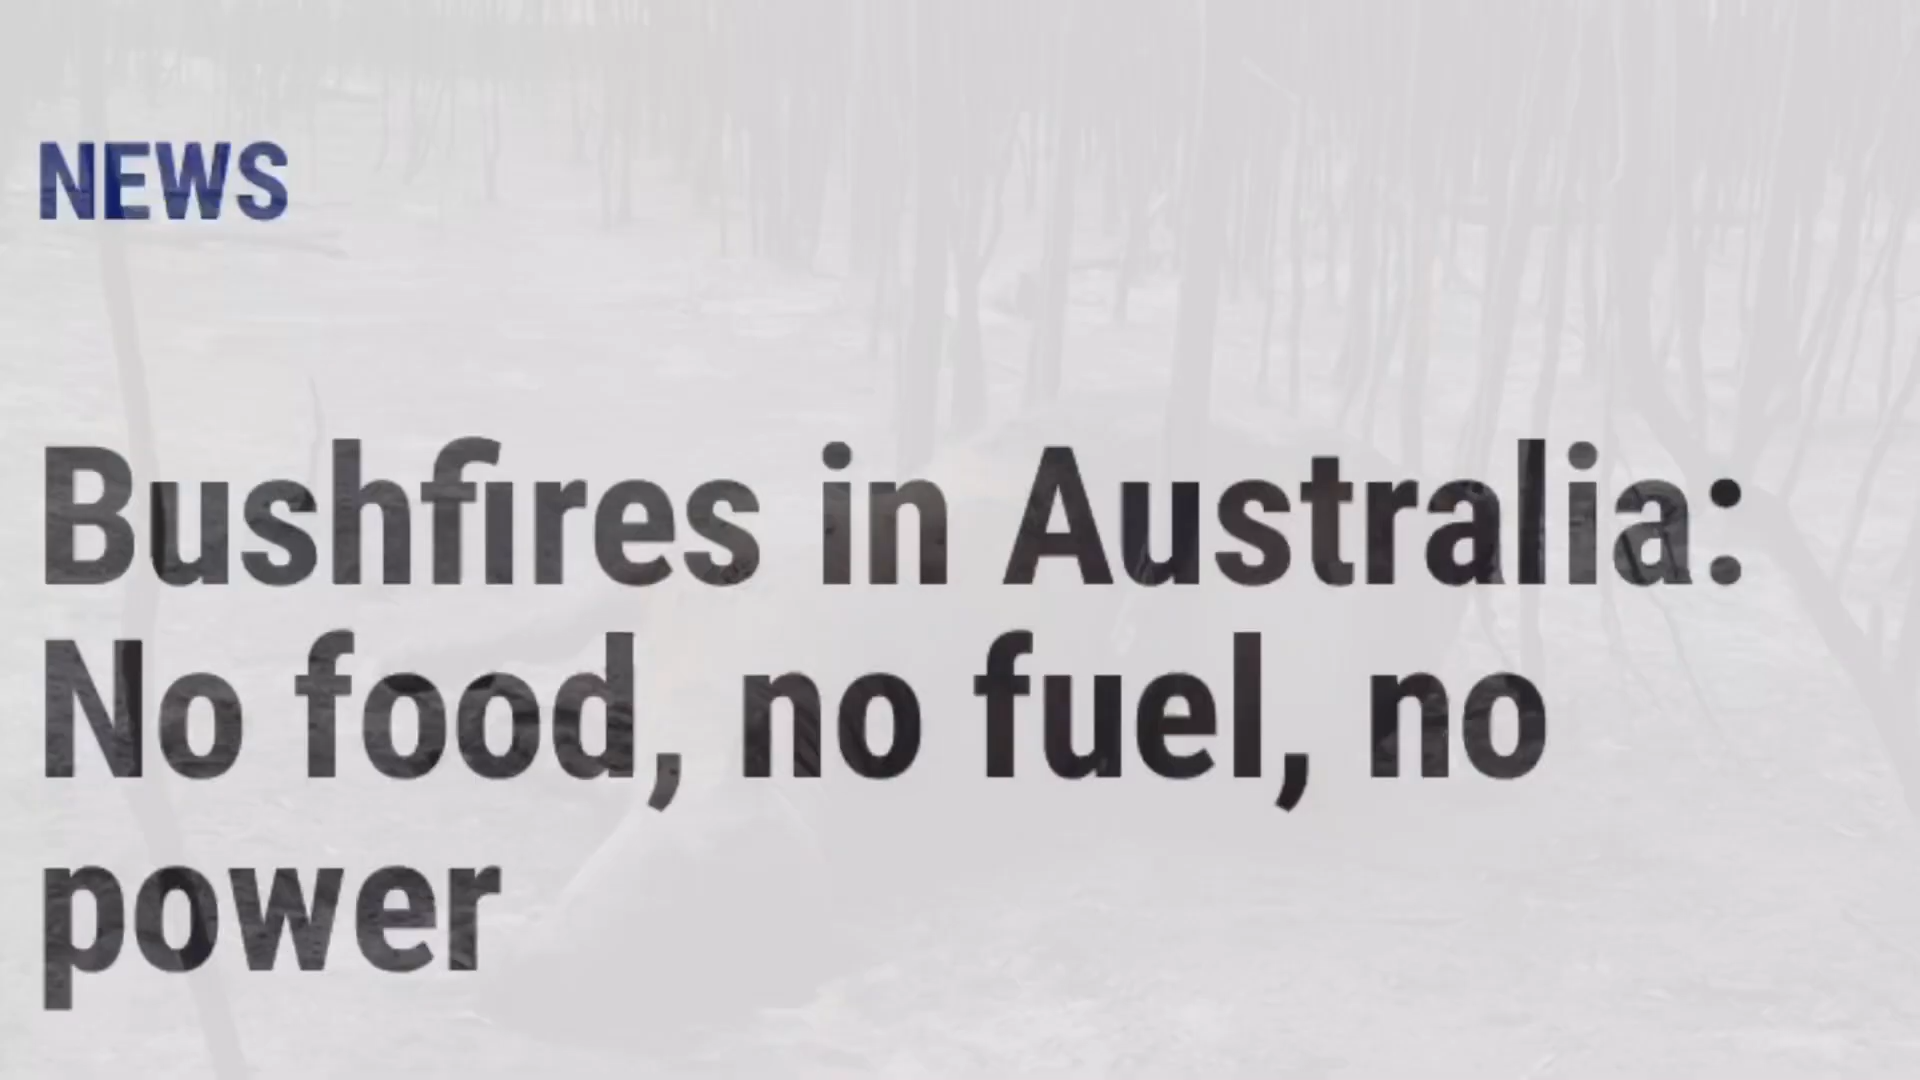 NEWS
Bushfires in Australia:
No food, no fuel, no
power